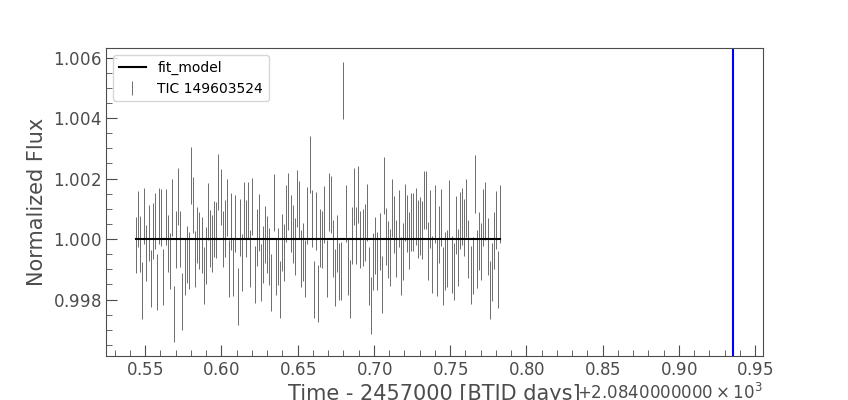 fit_model
TIC 149603524
Normalized Flux
1.006
1.004
1.002
1.000
0.998
0.55 0.60 0.65 0.70 0.75 0.80 0.85 0.90 0.95
Time - 2457000 [BTJD days]
+2.0840000000 × 10³